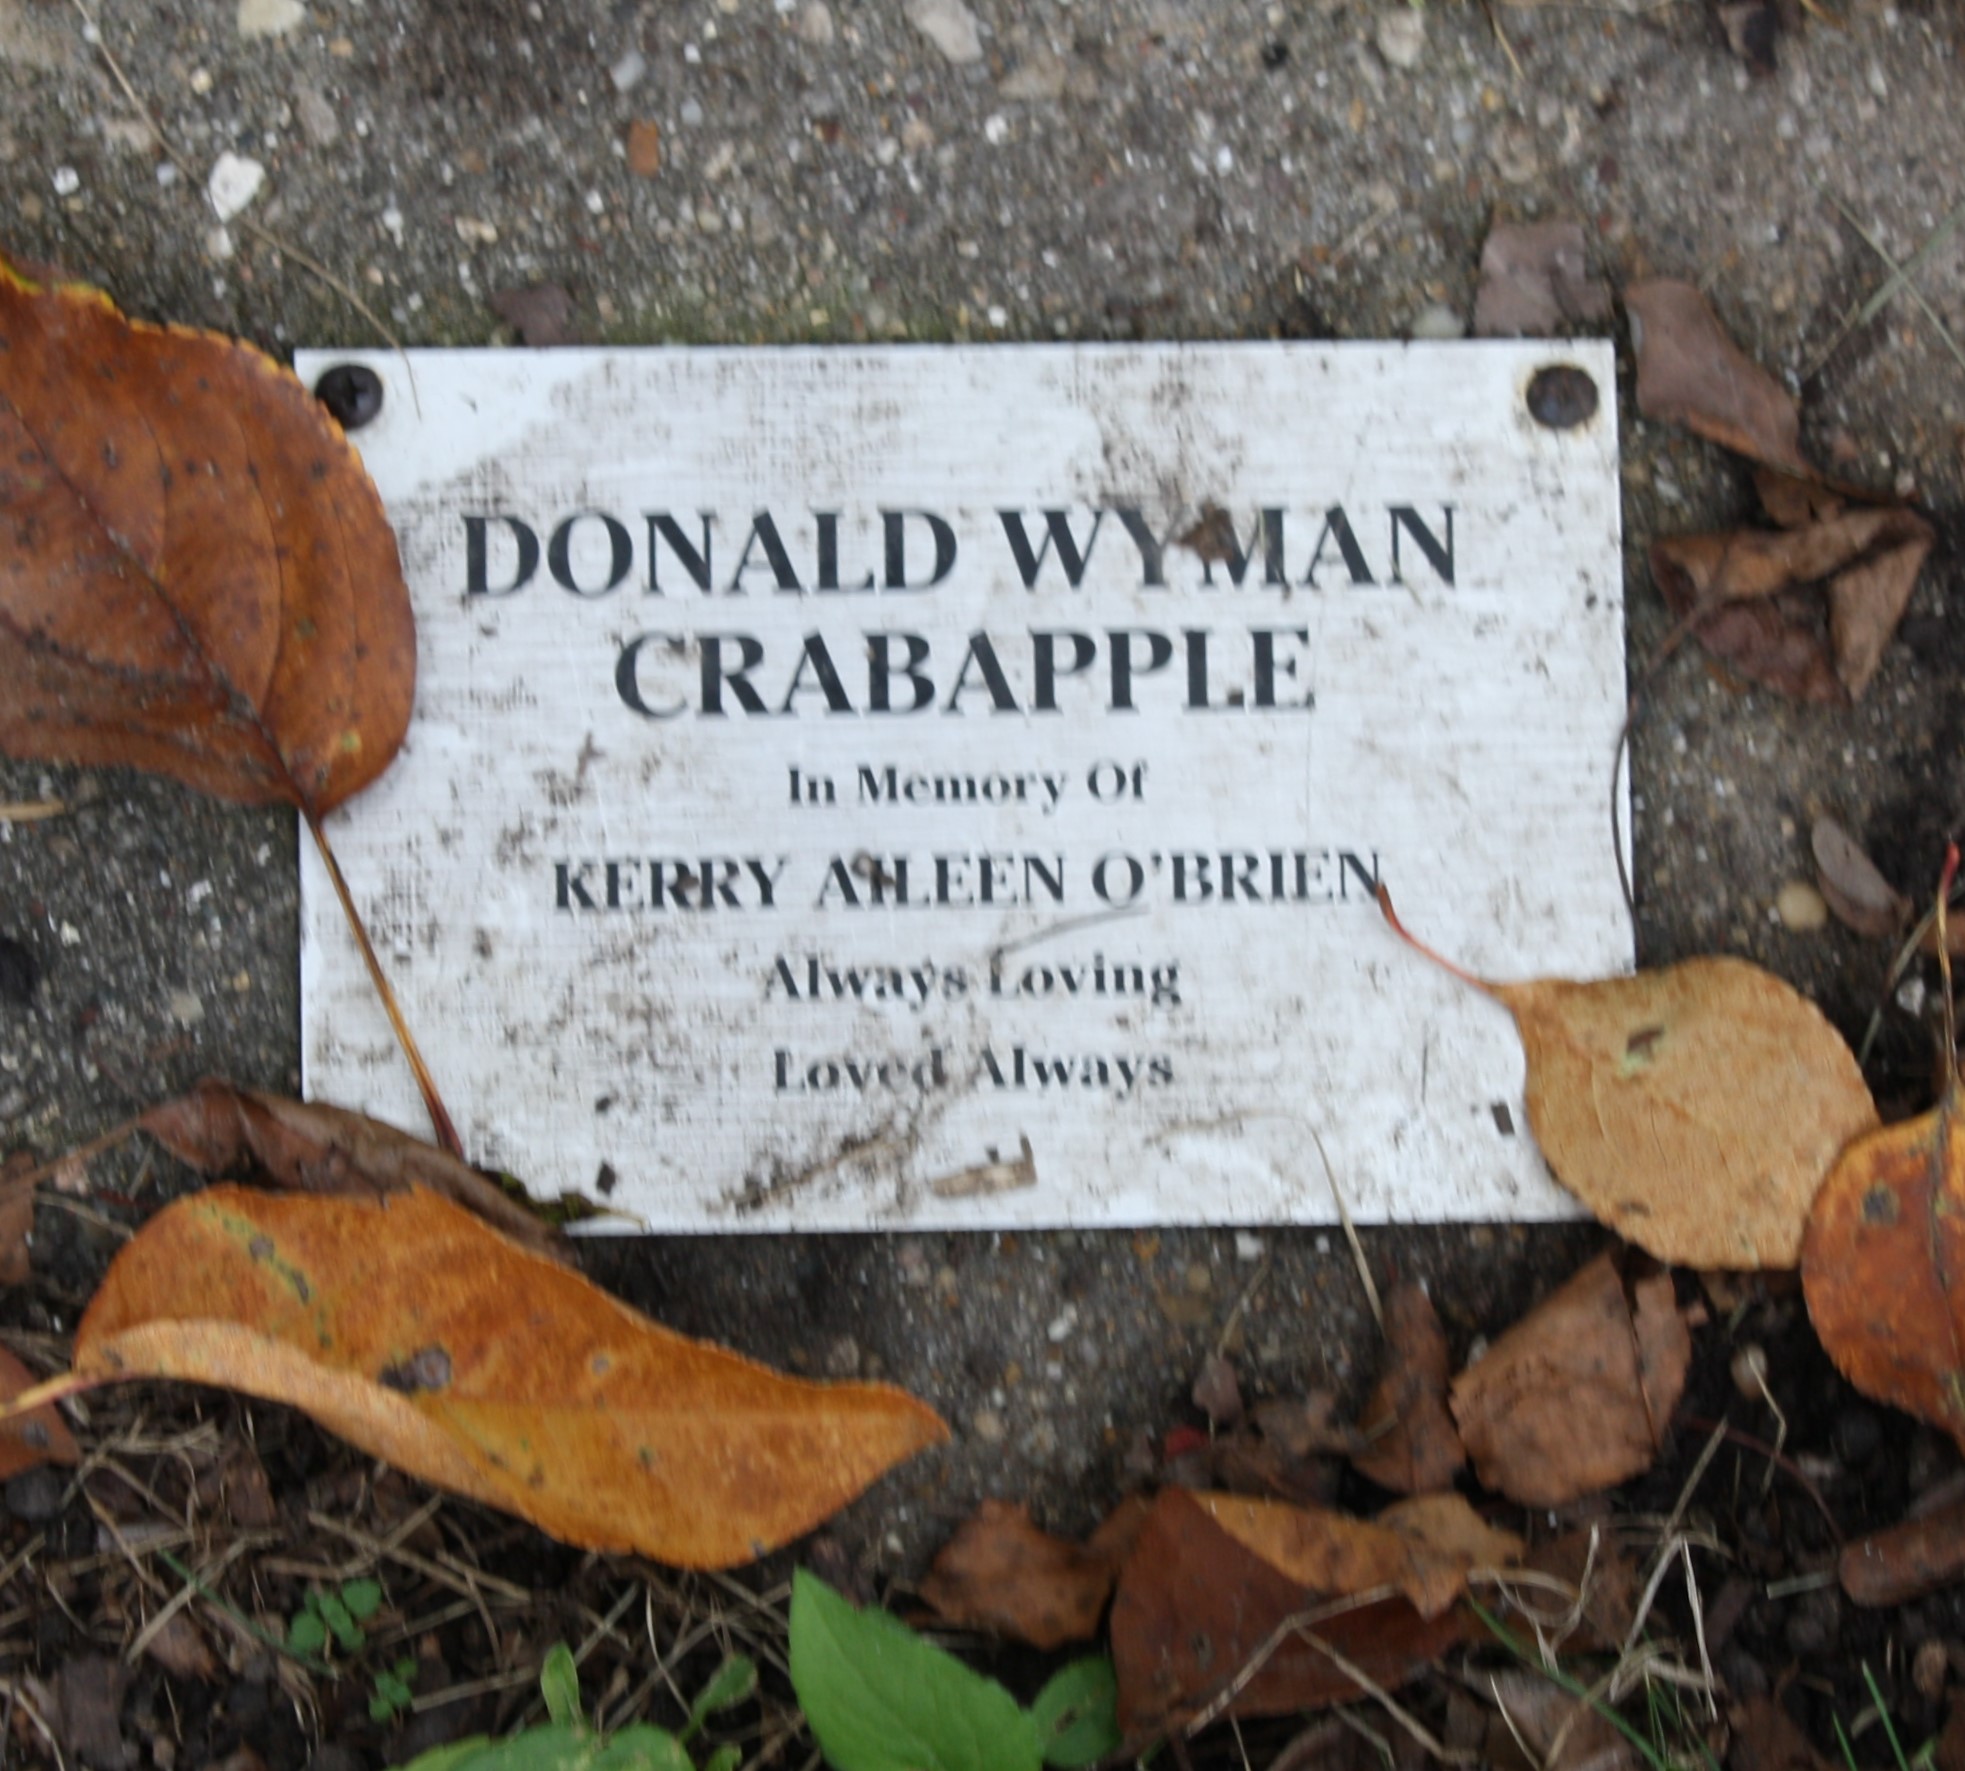 DONALD WYMAN
CRABAPPLE
In Memory Of
KERRY AILEEN O'BRIEN
Always Loving
Loved Always